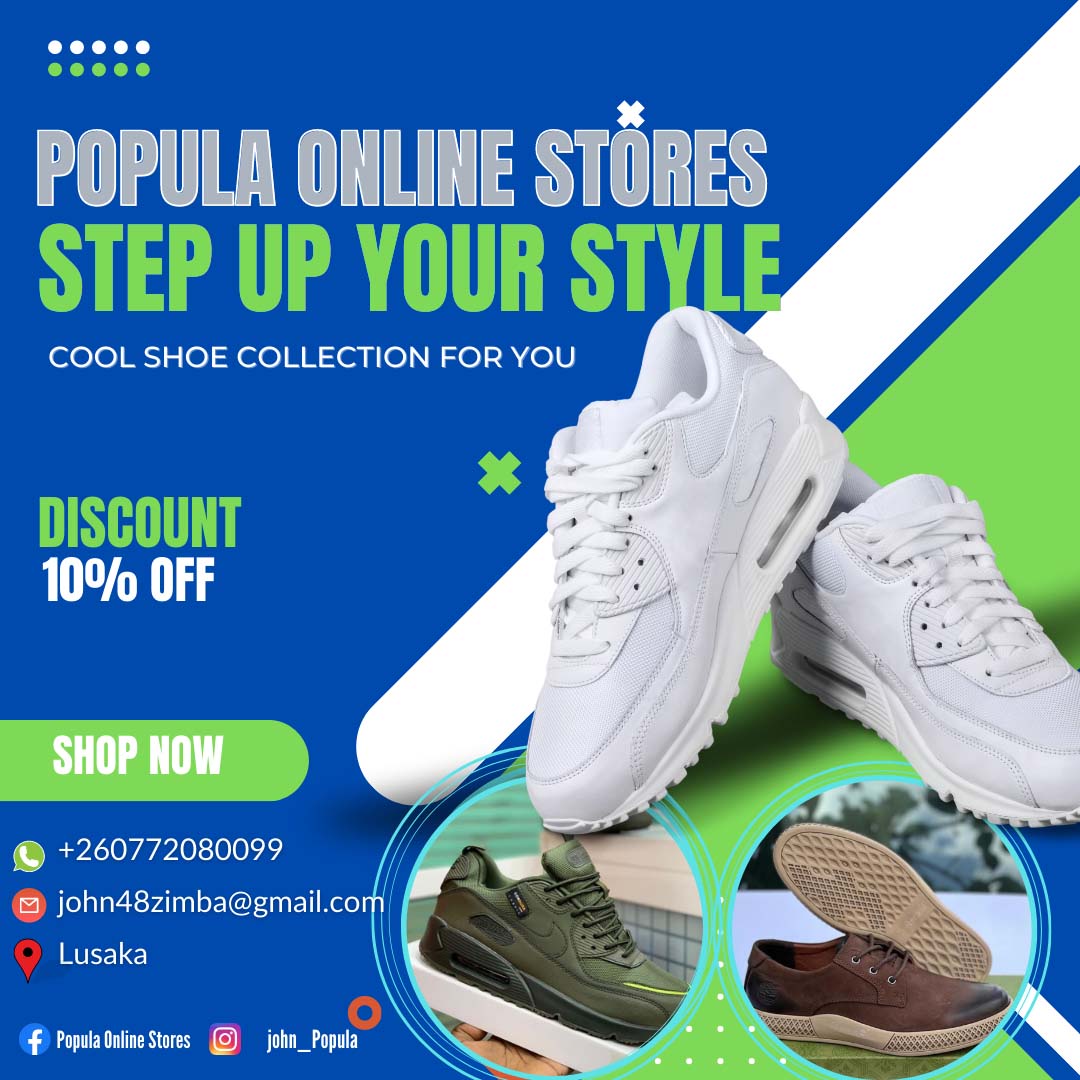 POPULA ONLINE STORES
STEP UP YOUR STYLE
COOL SHOE COLLECTION FOR YOU
DISCOUNT
10% OFF
SHOP NOW
+260772080099
john48zimba@gmail.com
Lusaka
Popula Online Stores john_Popula